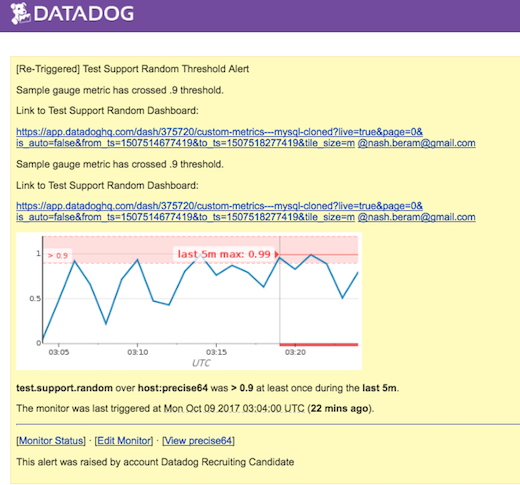 DATADOG
[Re-Triggered] Test Support Random Threshold Alert
Sample gauge metric has crossed .9 threshold.
Link to Test Support Random Dashboard:
https://app.datadoghq.com/dash/375720/custom-metrics---mysql-cloned?live=true&page=0&
is_auto=false&from_ts=1507514677419&to_ts=1507518277419&tile_size=m @nash.beram@gmail.com
Sample gauge metric has crossed .9 threshold.
Link to Test Support Random Dashboard:
https://app.datadoghq.com/dash/375720/custom-metrics---mysql-cloned?live=true&page=0&
is_auto=false&from_ts=1507514677419&to_ts=1507518277419&tile_size=m @nash.beram@gmail.com
1
> 0.9
last 5m max: 0.99
0.5
0
03:05 03:10 03:15 03:20
UTC
test.support.random over host:precise64 was > 0.9 at least once during the last 5m.
The monitor was last triggered at Mon Oct 09 2017 03:04:00 UTC (22 mins ago).
[Monitor Status] · [Edit Monitor] · [View precise64]
This alert was raised by account Datadog Recruiting Candidate